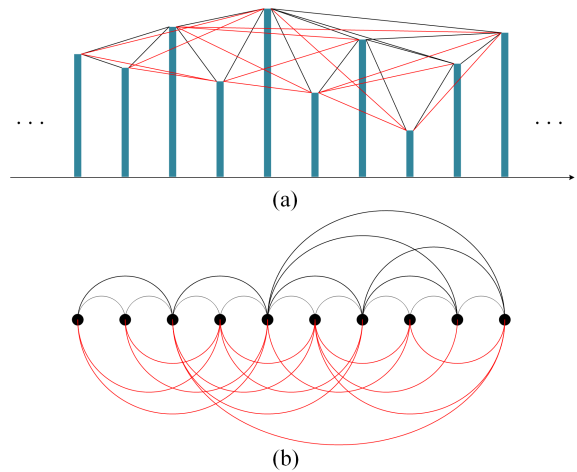 . . .
. . .
(a)
(b)